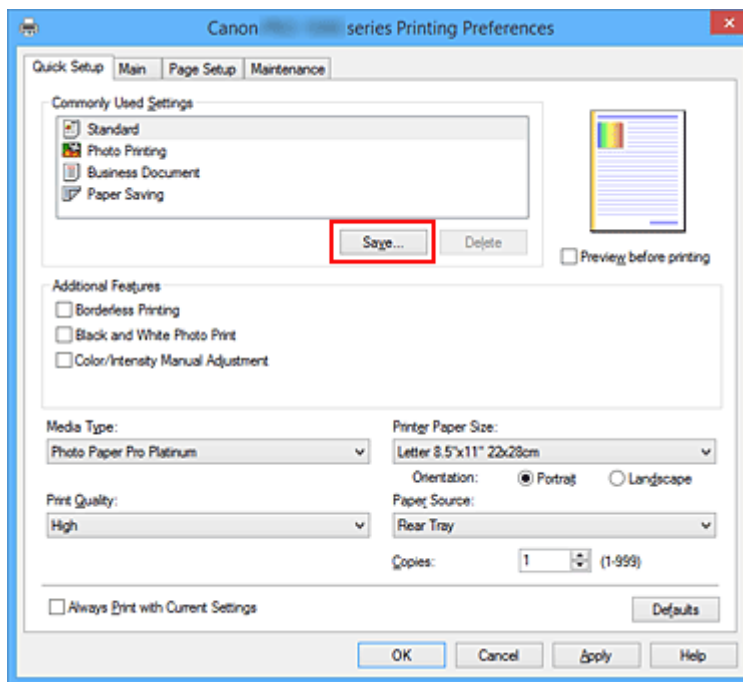 Canon series Printing Preferences
Quick Setup Main Page Setup Maintenance
Commonly Used Settings
Standard
Photo Printing
Business Document
Paper Saving
Save... Delete
Preview before printing
Additional Features
Borderless Printing
Black and White Photo Print
Color/Intensity Manual Adjustment
Media Type: Printer Paper Size:
Photo Paper Pro Platinum Letter 8.5"x11" 22x28cm
Orientation: Portrait Landscape
Print Quality: Paper Source:
High Rear Tray
Copies: 1 (1-999)
Always Print with Current Settings Defaults
OK Cancel Apply Help